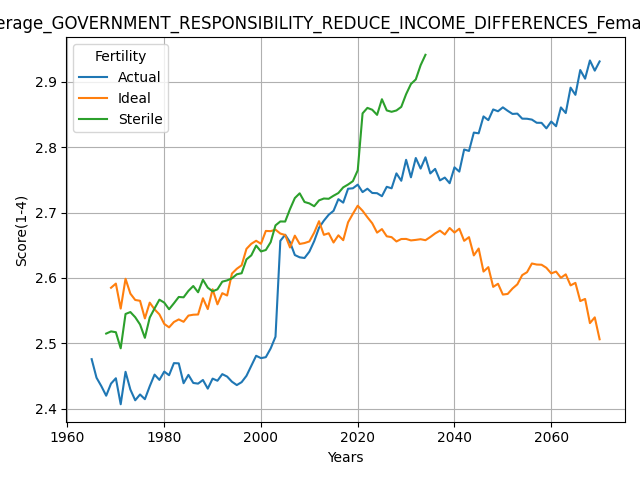 erage_GOVERNMENT_RESPONSIBILITY_REDUCE_INCOME_DIFFERENCES_Fema
Fertility
Actual
Ideal
Sterile
Score(1-4)
2.9
2.8
2.7
2.6
2.5
2.4
1960 1980 2000 2020 2040 2060
Years